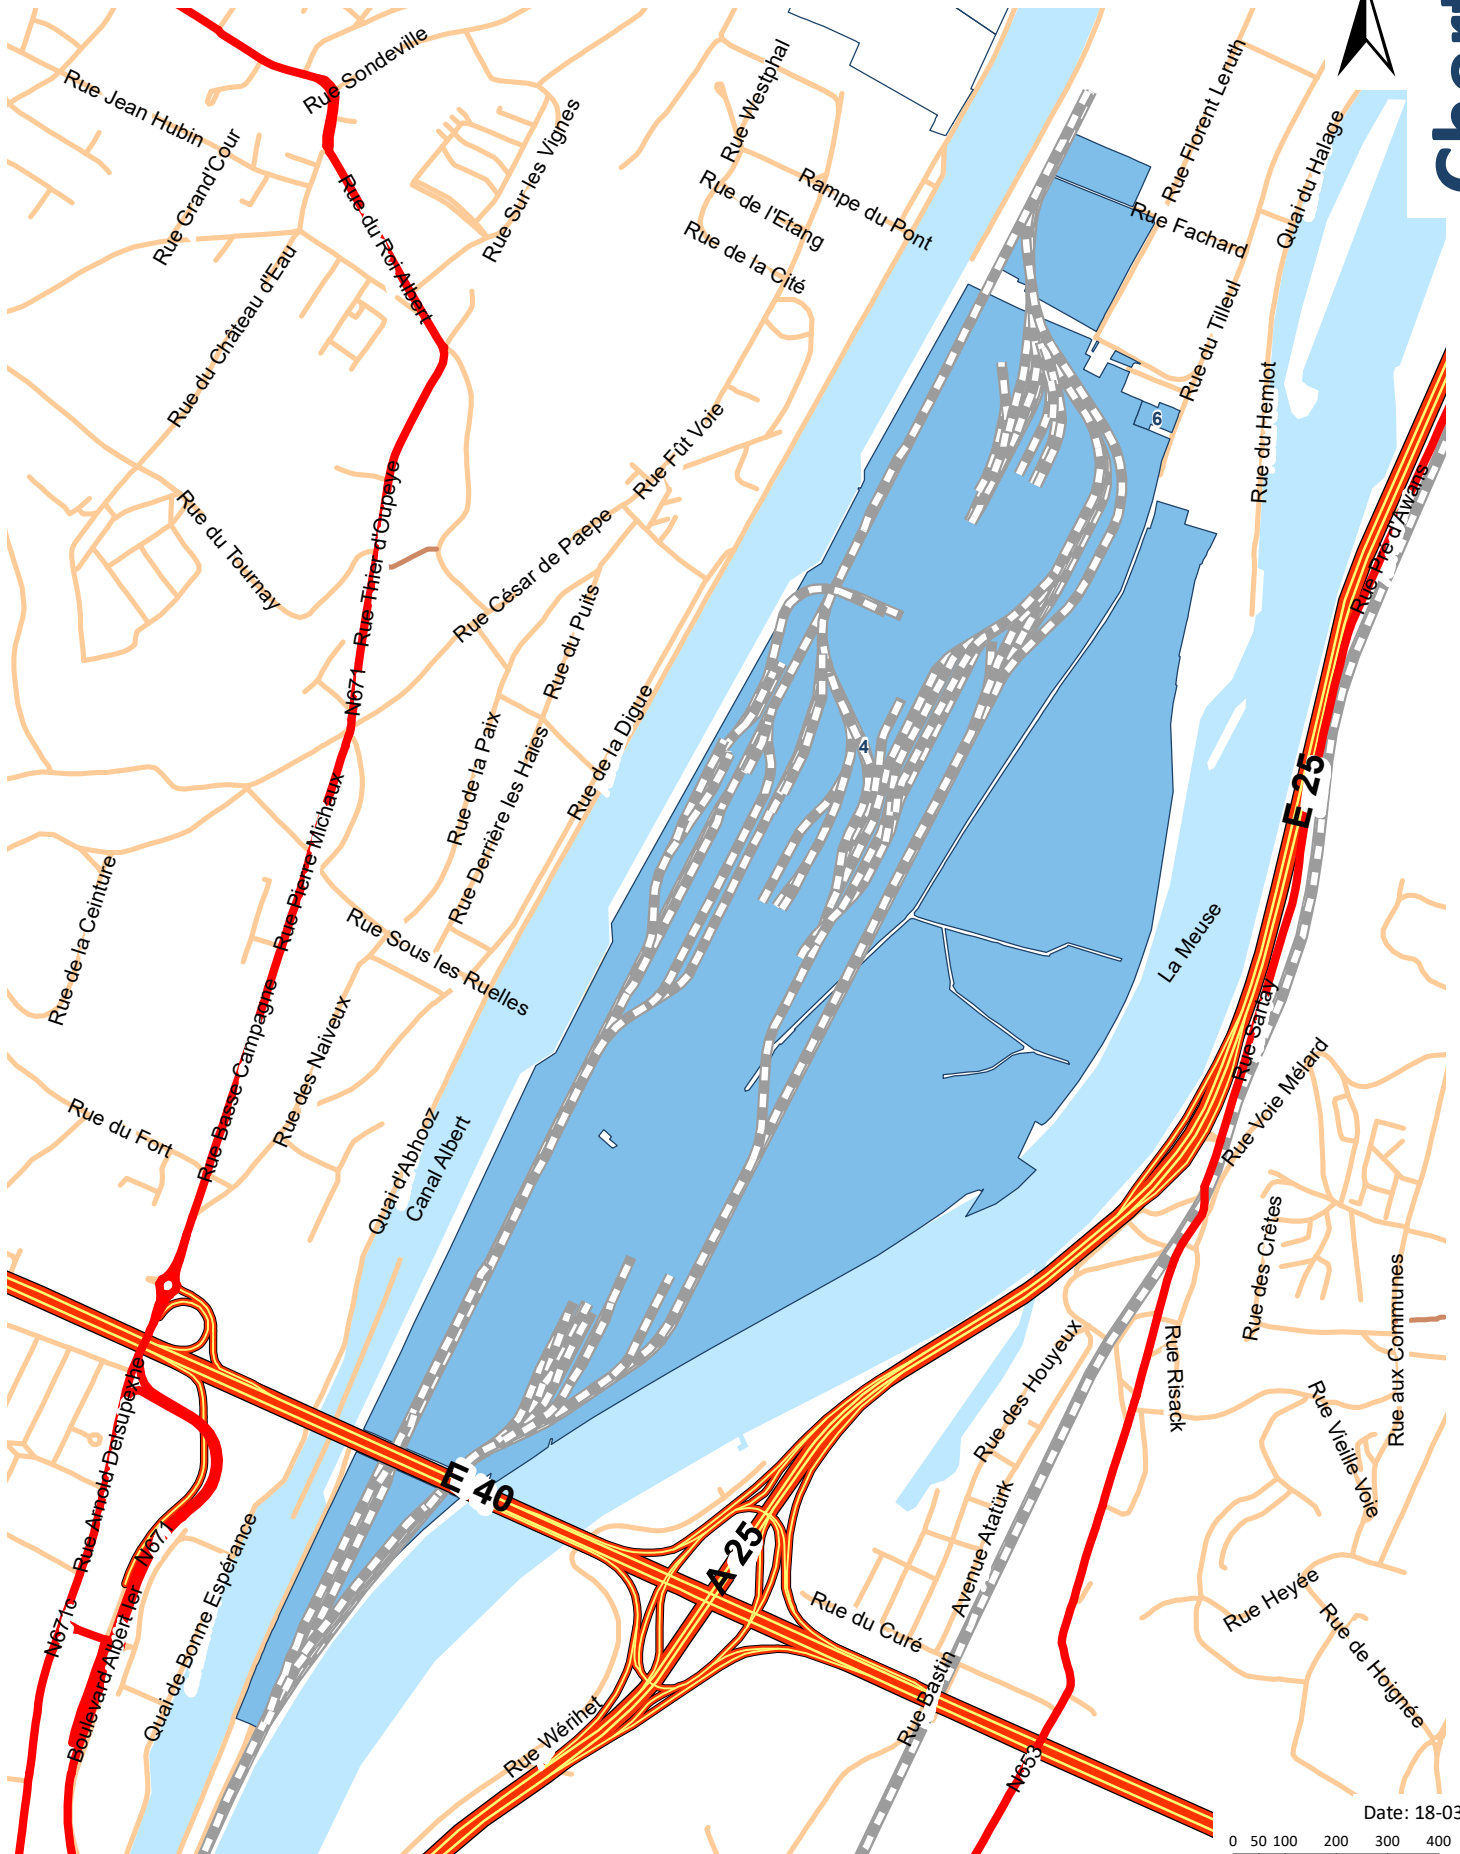 Rue Sondeville
Rue Jean Hubin
Rue Grand'Cour
Rue du Roi Albert
Rue Sur les Vignes
Rue Westphal
Rue de l'Etang
Rampe du Pont
Rue de la Cité
Rue Florent Leruth
Quai du Halage
Rue Fachard
Rue du Château d'Eau
Rue du Tilleul
Rue du Hemlot
6
Rue Fût Voie
Rue du Tournay
Rue Thier d'Oupeye
Rue César de Paepe
Rue Pré d'Awans
Rue du Puits
N671
Rue de la Digue
Rue de la Paix
Rue Derrière les Haies
4
E 25
Rue Pierre Michaux
Rue de la Ceinture
Rue Sous les Ruelles
La Meuse
Rue Basse Campagne
Rue des Naiveux
Rue Sartay
Rue Voie Mélard
Rue du Fort
Quai d'Abhooz
Canal Albert
Rue des Crêtes
Rue aux Communes
Rue Arnold Delsupexhe
Rue des Houyeux
Rue Risack
Rue Vieille Voie
E 40
A 25
N671
Avenue Atatürk
Quai de Bonne Espérance
N671c
Boulevard Albert Ier
Rue du Curé
Rue Heyée
Rue de Hoignée
Rue Bastin
Rue Wérihet
N653
Date: 18-03
0 50 100 200 300 400